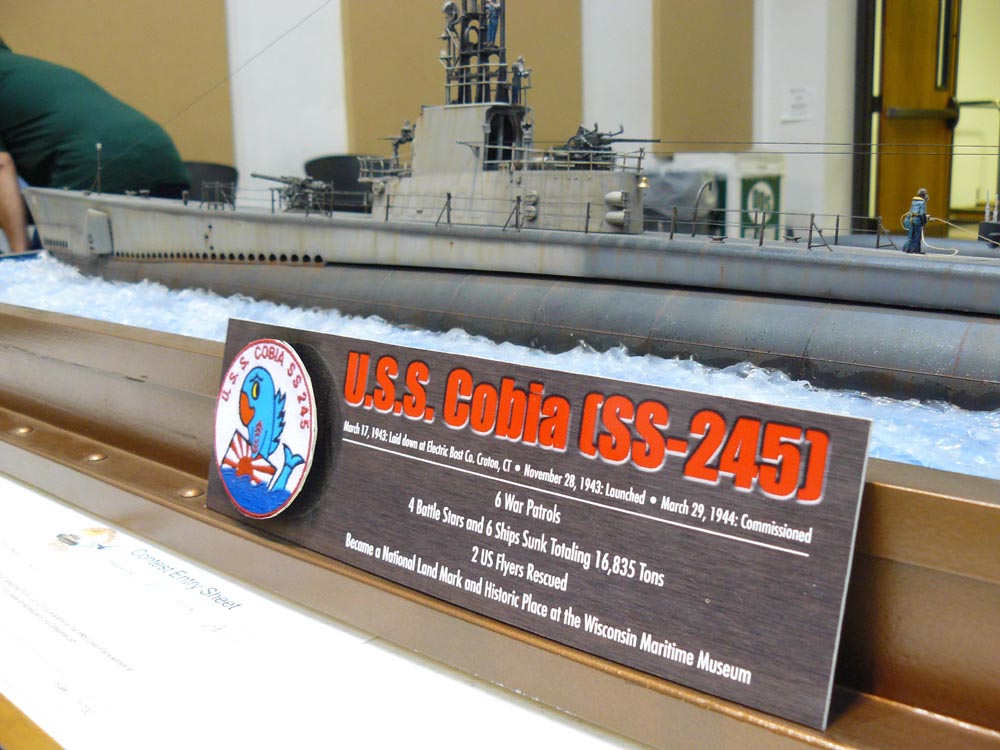 U.S.S. COBIA SS 245
U.S.S. Cobia (SS-245)
March 17, 1943: Laid down at Electric Bost Co. Croton, CT • November 28, 1943: Launched • March 29, 1944: Commissioned
6 War Patrols
4 Battle Stars and 6 Ships Sunk Totaling 16,835 Tons
2 US Flyers Rescued
Became a National Land Mark and Historic Place at the Wisconsin Maritime Museum
Contest Entry Sheet